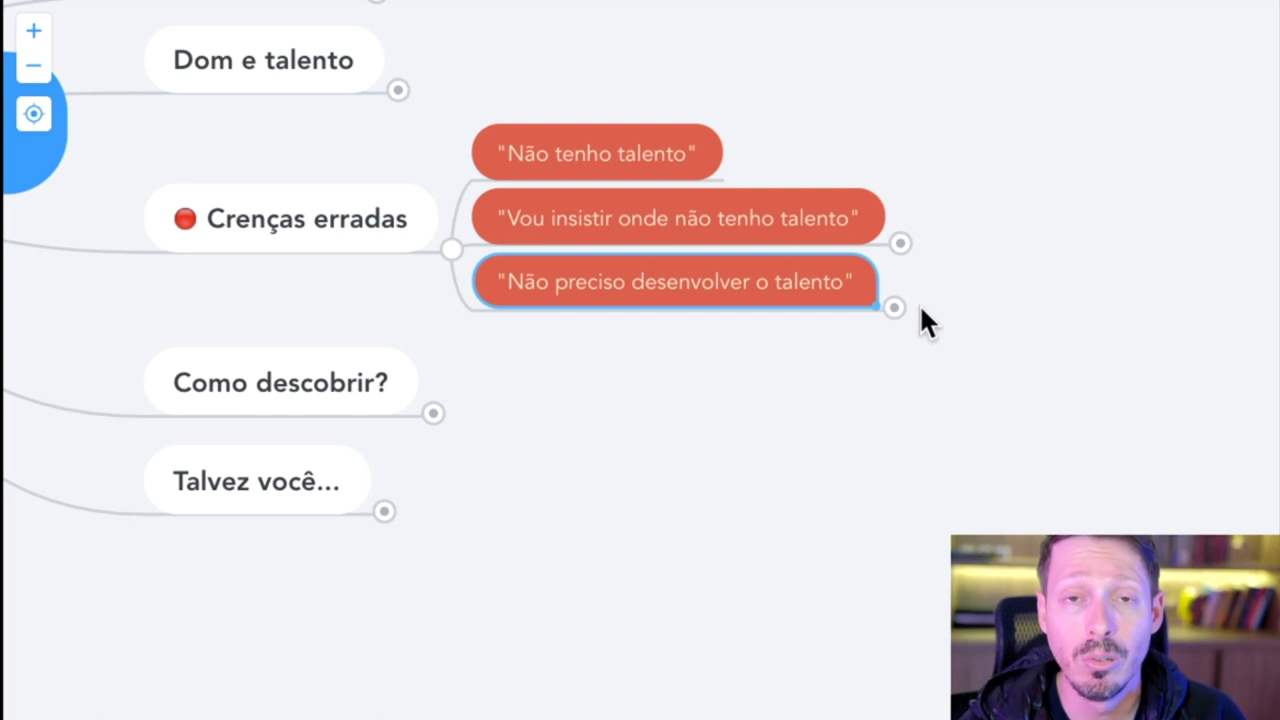 Dom e talento
"Não tenho talento"
"Vou insistir onde não tenho talento"
Crenças erradas
"Não preciso desenvolver o talento"
Como descobrir?
Talvez você...